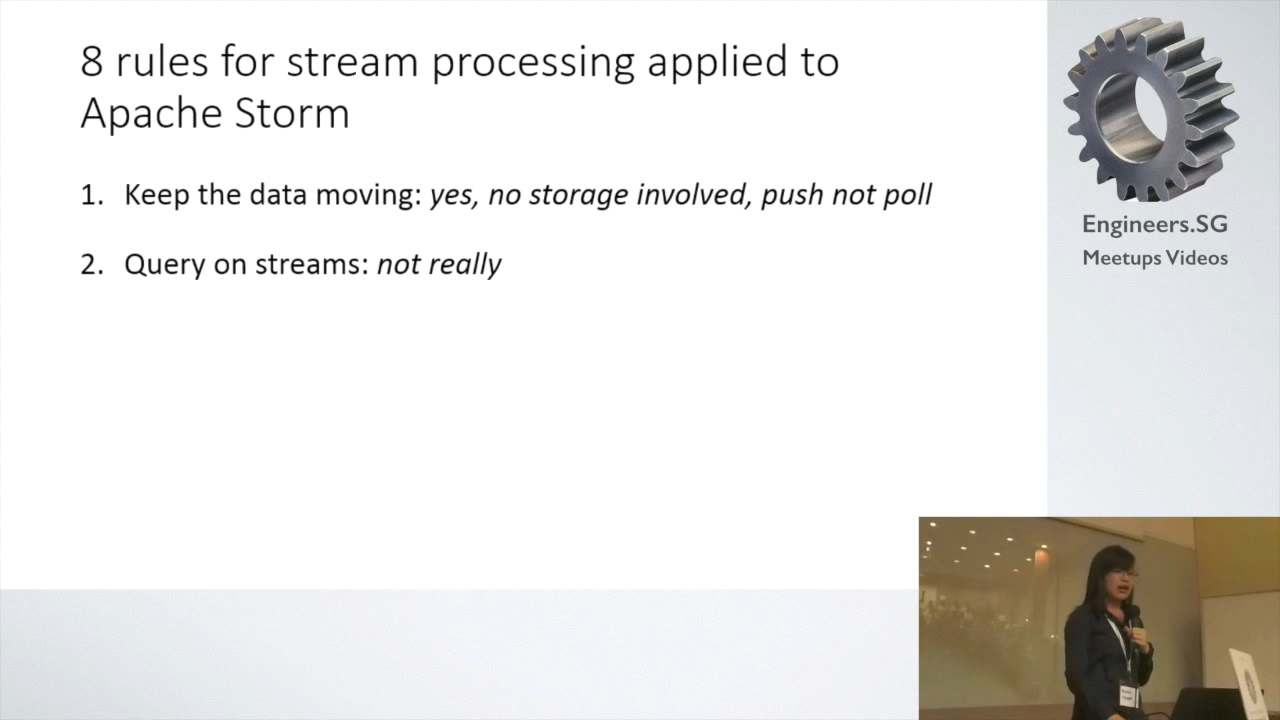 8 rules for stream processing applied to
Apache Storm
1. Keep the data moving: yes, no storage involved, push not poll
2. Query on streams: not really
Engineers.SG
Meetups Videos